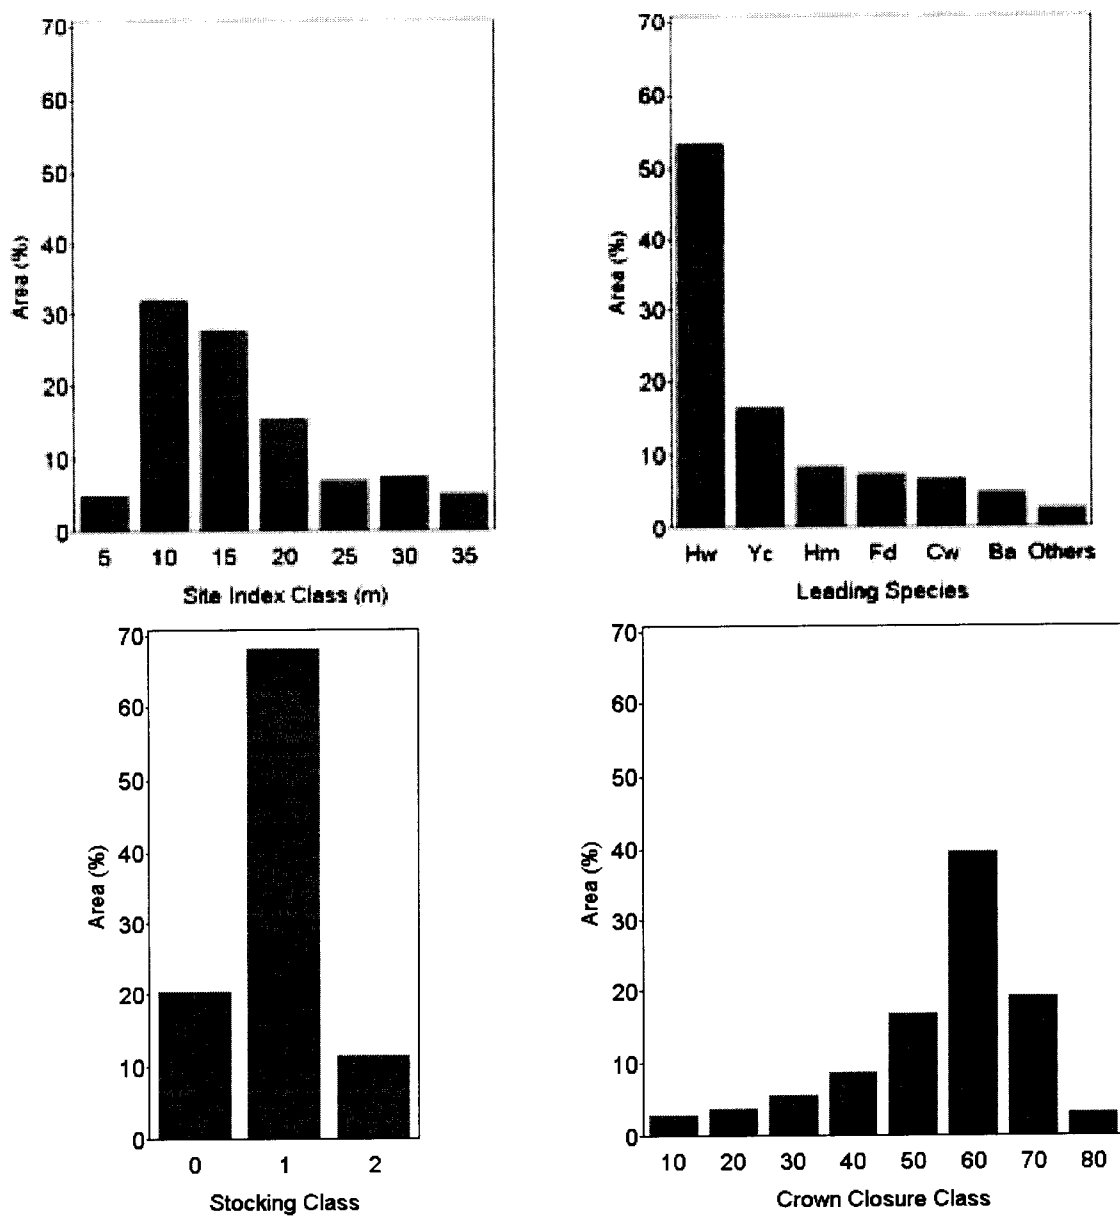 70
60
50
40
30
20
10
0
Area (%)
5 10 15 20 25 30 35
Site Index Class (m)
70
60
50
40
30
20
10
0
Area (%)
Hw Yc Hm Fd Cw Ba Others
Leading Species
70
60
50
40
30
20
10
0
Area (%)
0 1 2
Stocking Class
70
60
50
40
30
20
10
0
Area (%)
10 20 30 40 50 60 70 80
Crown Closure Class